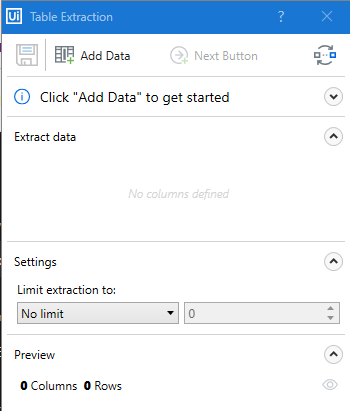 Ui Table Extraction ?
Add Data Next Button
Click "Add Data" to get started
Extract data
No columns defined
Settings
Limit extraction to:
No limit 0
Preview
0 Columns 0 Rows